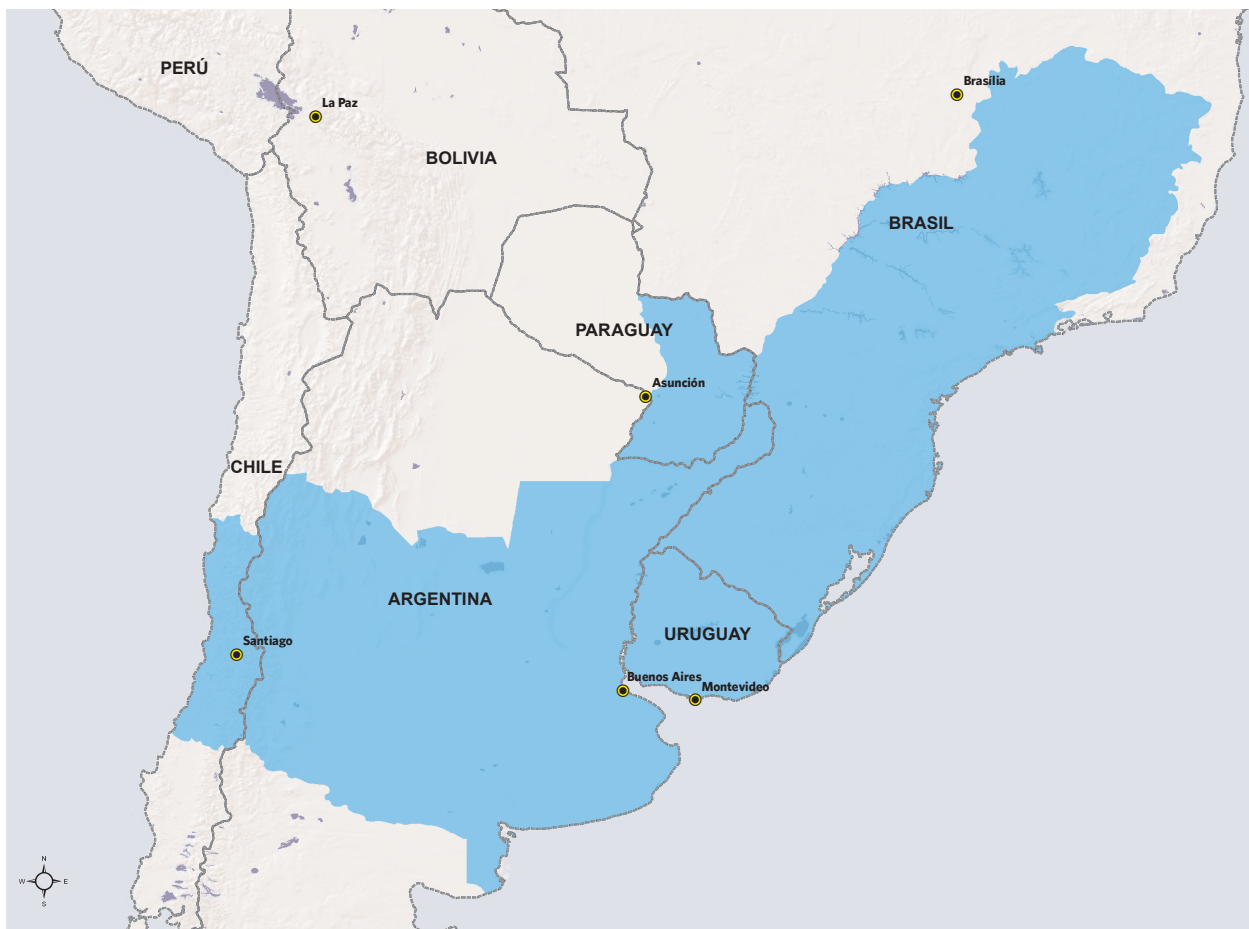 PERÚ
La Paz
BOLIVIA
Brasilia
BRASIL
PARAGUAY
Asunción
CHILE
ARGENTINA
Santiago
URUGUAY
Buenos Aires
Montevideo
N
W E
S